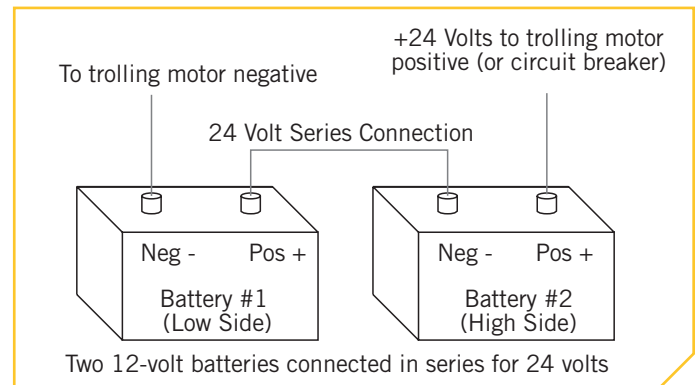 +24 Volts to trolling motor
positive (or circuit breaker)
To trolling motor negative
24 Volt Series Connection
Neg - Pos +
Battery #1
(Low Side)
Neg - Pos +
Battery #2
(High Side)
Two 12-volt batteries connected in series for 24 volts